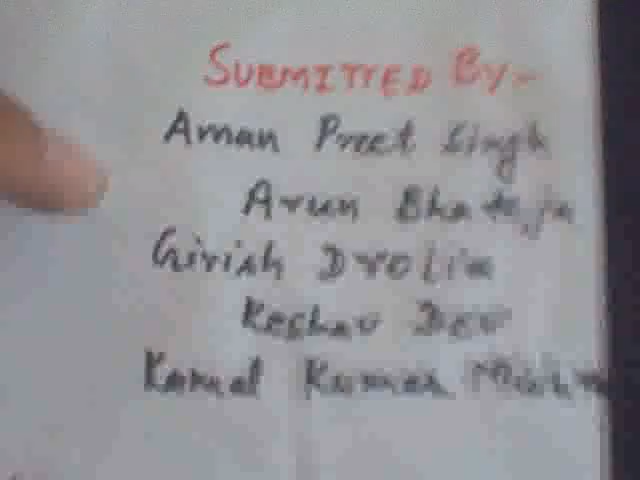 SUBMITTED BY:-
Aman Preet Singh
Arun Bhateja
Girish Drolia
Keshav Dev
Kamal Kumar